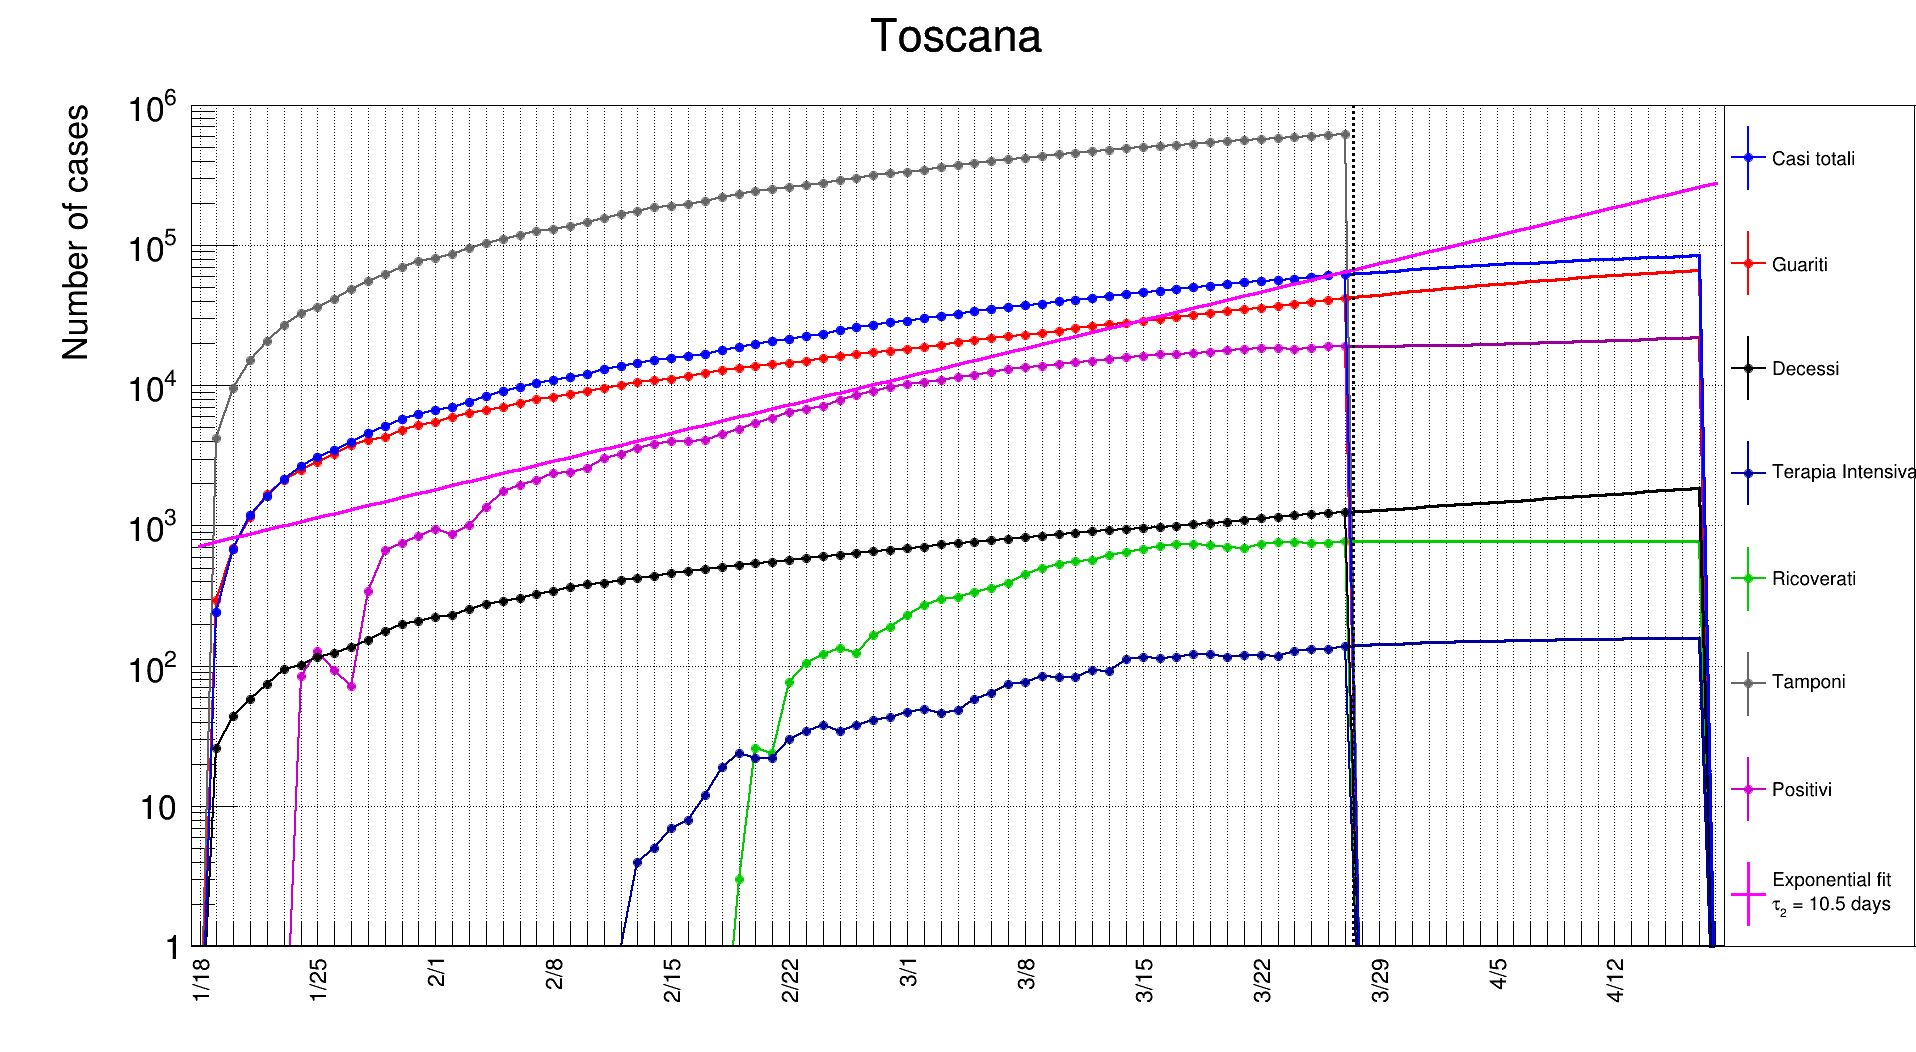 Toscana
Number of cases
10^6
10^5
10^4
10^3
10^2
10
1
1/18
1/25
2/1
2/8
2/15
2/22
3/1
3/8
3/15
3/22
3/29
4/5
4/12
Casi totali
Guariti
Decessi
Terapia Intensiva
Ricoverati
Tamponi
Positivi
Exponential fit
τ₂ = 10.5 days